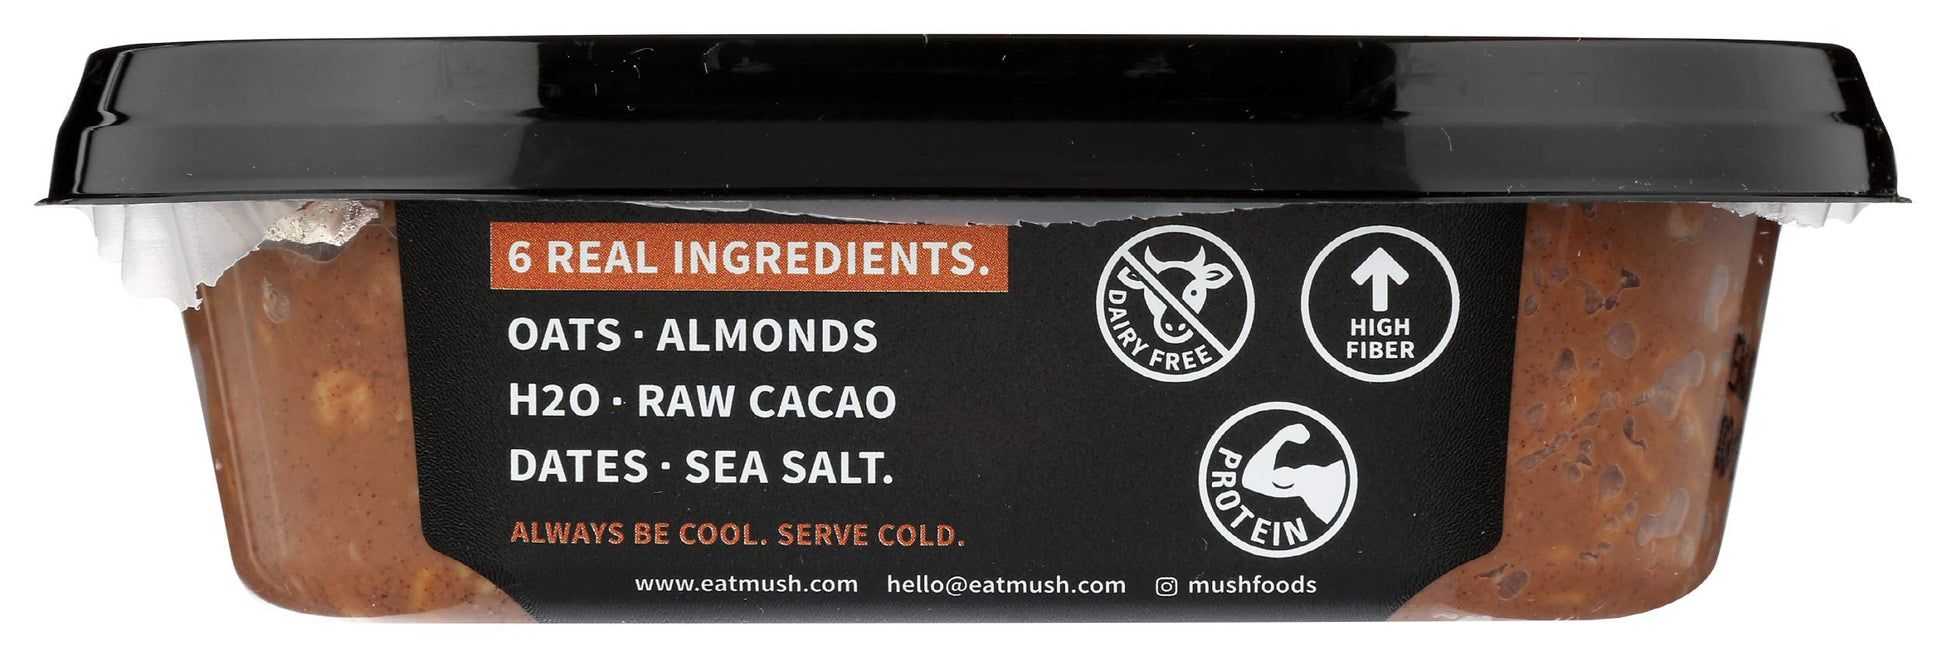 6 REAL INGREDIENTS.
OATS · ALMONDS
H2O · RAW CACAO
DATES · SEA SALT.
ALWAYS BE COOL. SERVE COLD.
www.eatmush.com hello@eatmush.com mushfoods
DAIRY FREE
HIGH
FIBER
PROTEIN